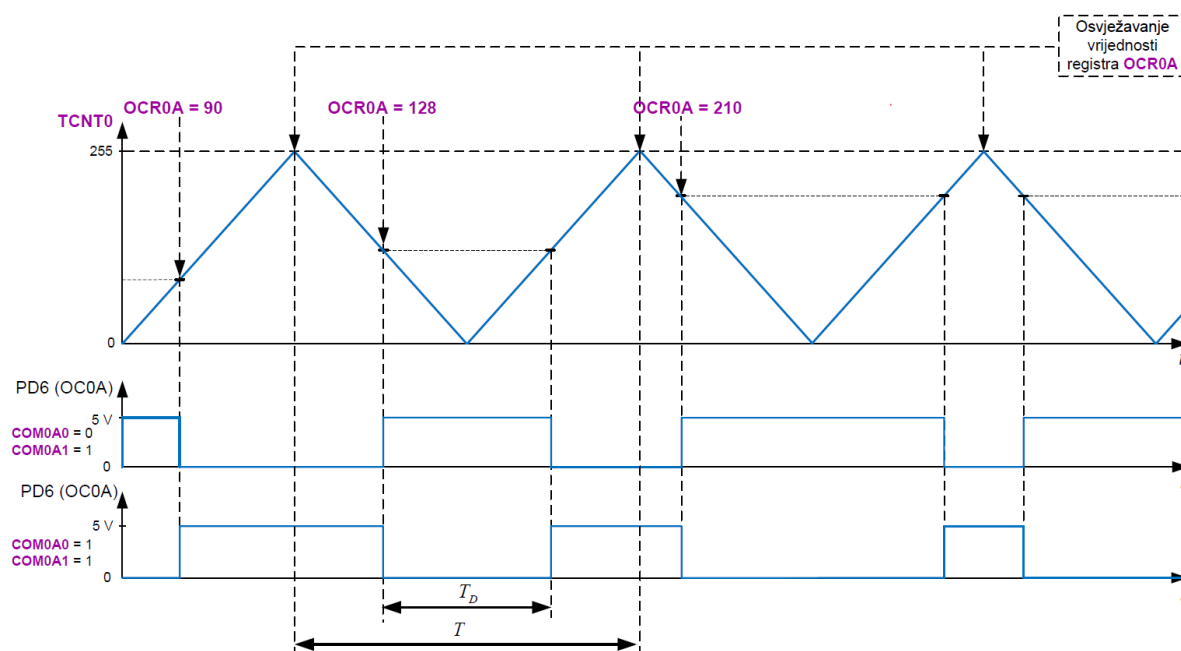 Osvježavanje
vrijednosti
registra OCR0A
OCR0A = 90
OCR0A = 128
OCR0A = 210
TCNT0
255
0
PD6 (OC0A)
5 V
COM0A0 = 0
COM0A1 = 1
0
PD6 (OC0A)
5 V
COM0A0 = 1
COM0A1 = 1
0
T_D
T